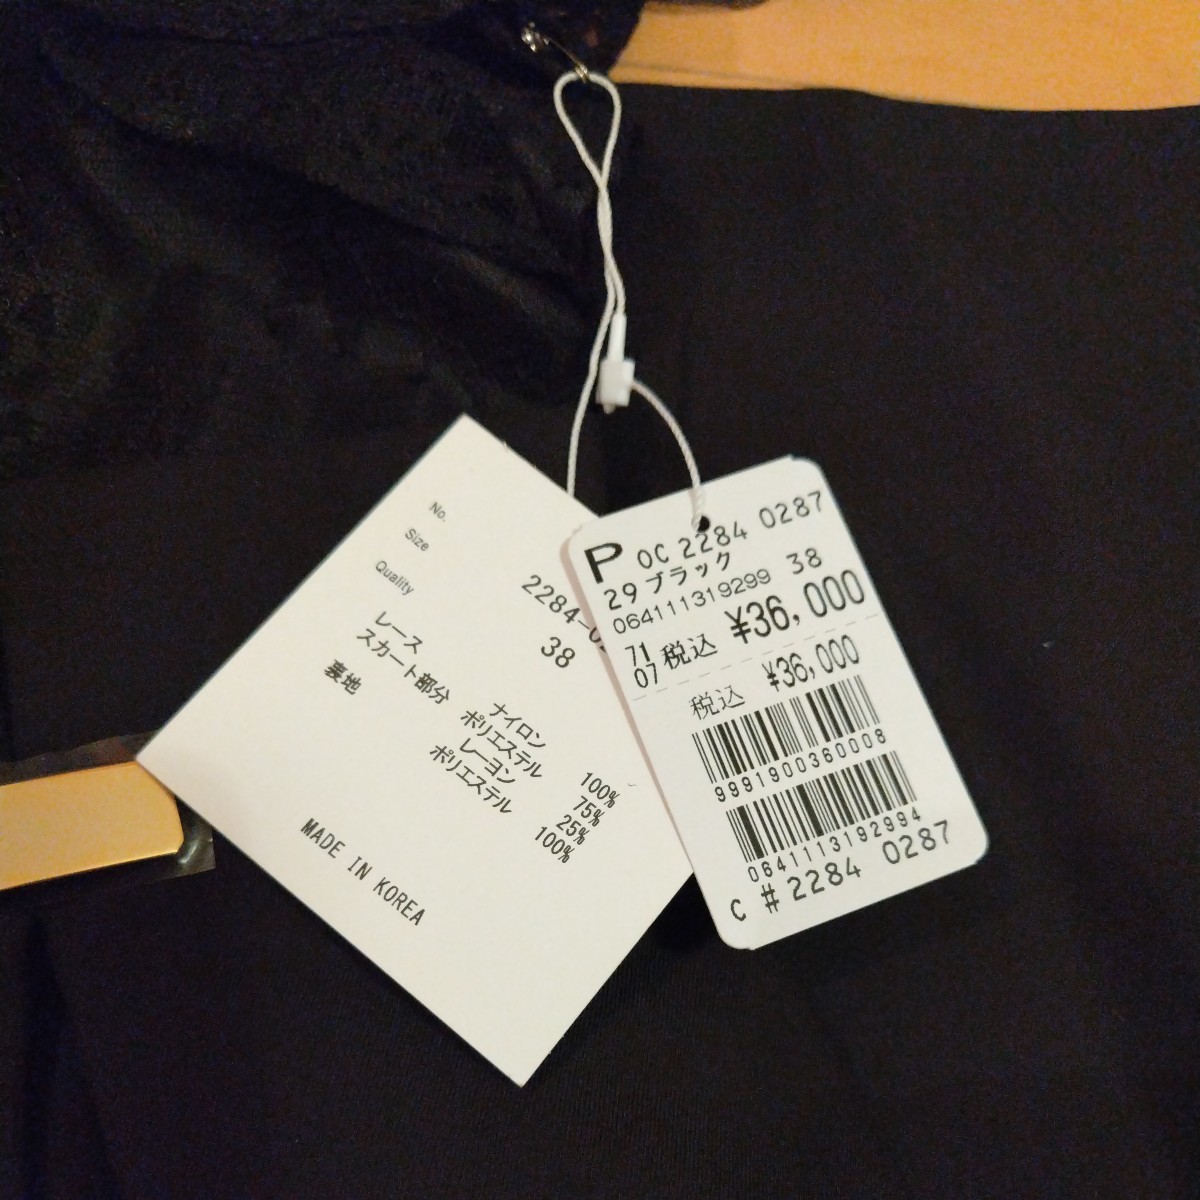 No.
2284-0
Size
38
Quality
レース
ナイロン 100%
スカート部分 ポリエステル 75%
レーヨン 25%
裏地 ポリエステル 100%
MADE IN KOREA
P OC 2284 0287
29 ブラック 38
064111319299
71
07 税込 ¥36,000
税込 ¥36,000
9991900360008
0641113192994
C # 2284 0287